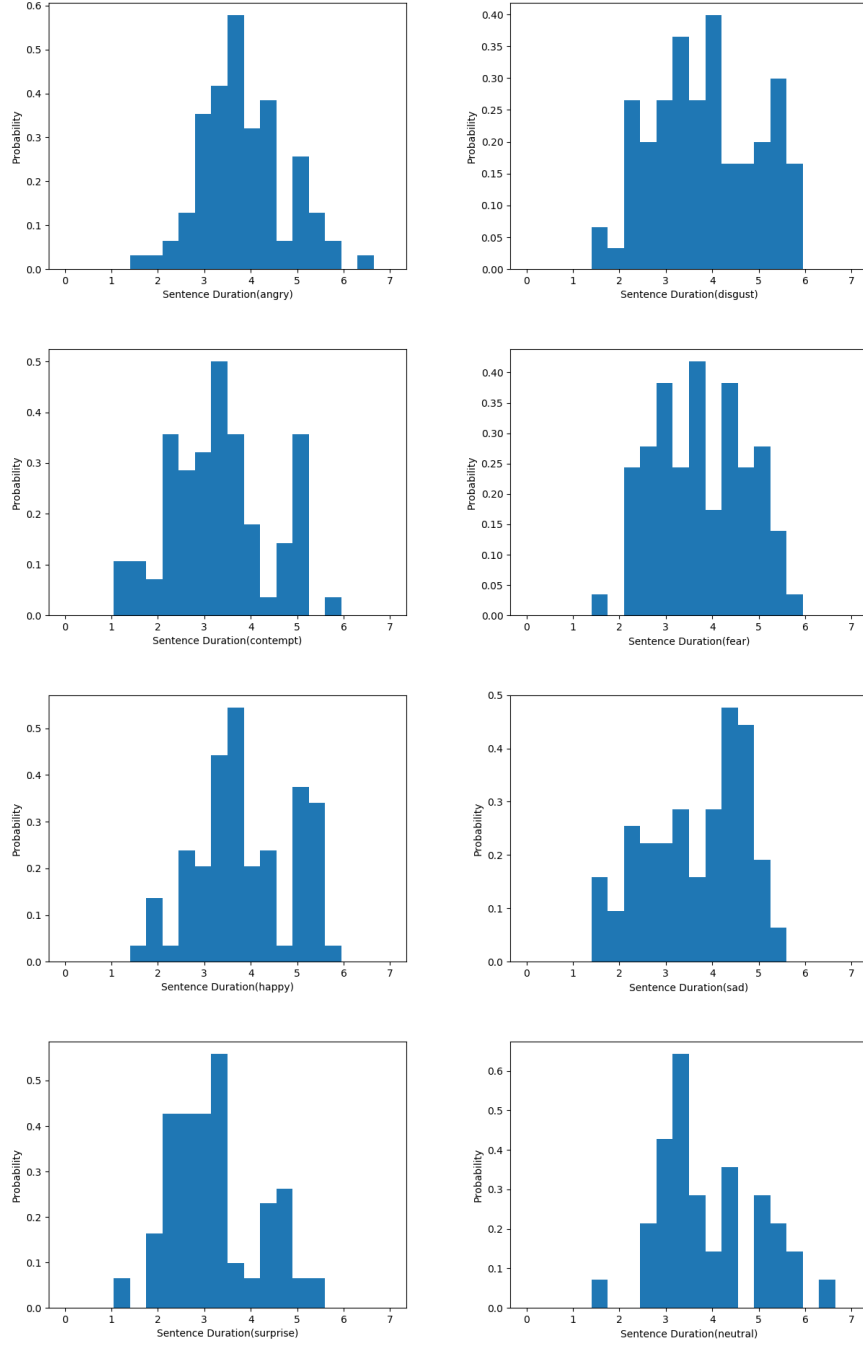 0.6
0.5
0.4
0.3
0.2
0.1
0.0
Probability
0 1 2 3 4 5 6 7
Sentence Duration(angry)
0.40
0.35
0.30
0.25
0.20
0.15
0.10
0.05
0.00
Probability
0 1 2 3 4 5 6 7
Sentence Duration(disgust)
0.5
0.4
0.3
0.2
0.1
0.0
Probability
0 1 2 3 4 5 6 7
Sentence Duration(contempt)
0.40
0.35
0.30
0.25
0.20
0.15
0.10
0.05
0.00
Probability
0 1 2 3 4 5 6 7
Sentence Duration(fear)
0.5
0.4
0.3
0.2
0.1
0.0
Probability
0 1 2 3 4 5 6 7
Sentence Duration(happy)
0.5
0.4
0.3
0.2
0.1
0.0
Probability
0 1 2 3 4 5 6 7
Sentence Duration(sad)
0.5
0.4
0.3
0.2
0.1
0.0
Probability
0 1 2 3 4 5 6 7
Sentence Duration(surprise)
0.6
0.5
0.4
0.3
0.2
0.1
0.0
Probability
0 1 2 3 4 5 6 7
Sentence Duration(neutral)